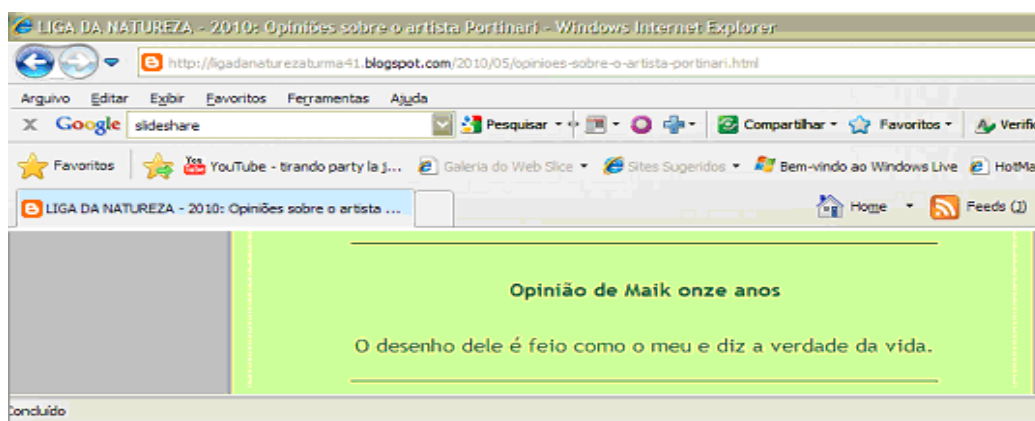 LIGA DA NATUREZA - 2010: Opiniões sobre o artista Portinari - Windows Internet Explorer
http://ligadanaturezaturma41.blogspot.com/2010/05/opinioes-sobre-o-artista-portinari.html
Arquivo Editar Exibir Favoritos Ferramentas Ajuda
X Google slideshare Pesquisar Compartilhar Favoritos
Favoritos YouTube - tirando party la j... Galeria do Web Slice Sites Sugeridos Bem-vindo ao Windows Live HotMa
LIGA DA NATUREZA - 2010: Opiniões sobre o artista ... Home Feeds (J)
Opinião de Maik onze anos
O desenho dele é feio como o meu e diz a verdade da vida.
Concluído